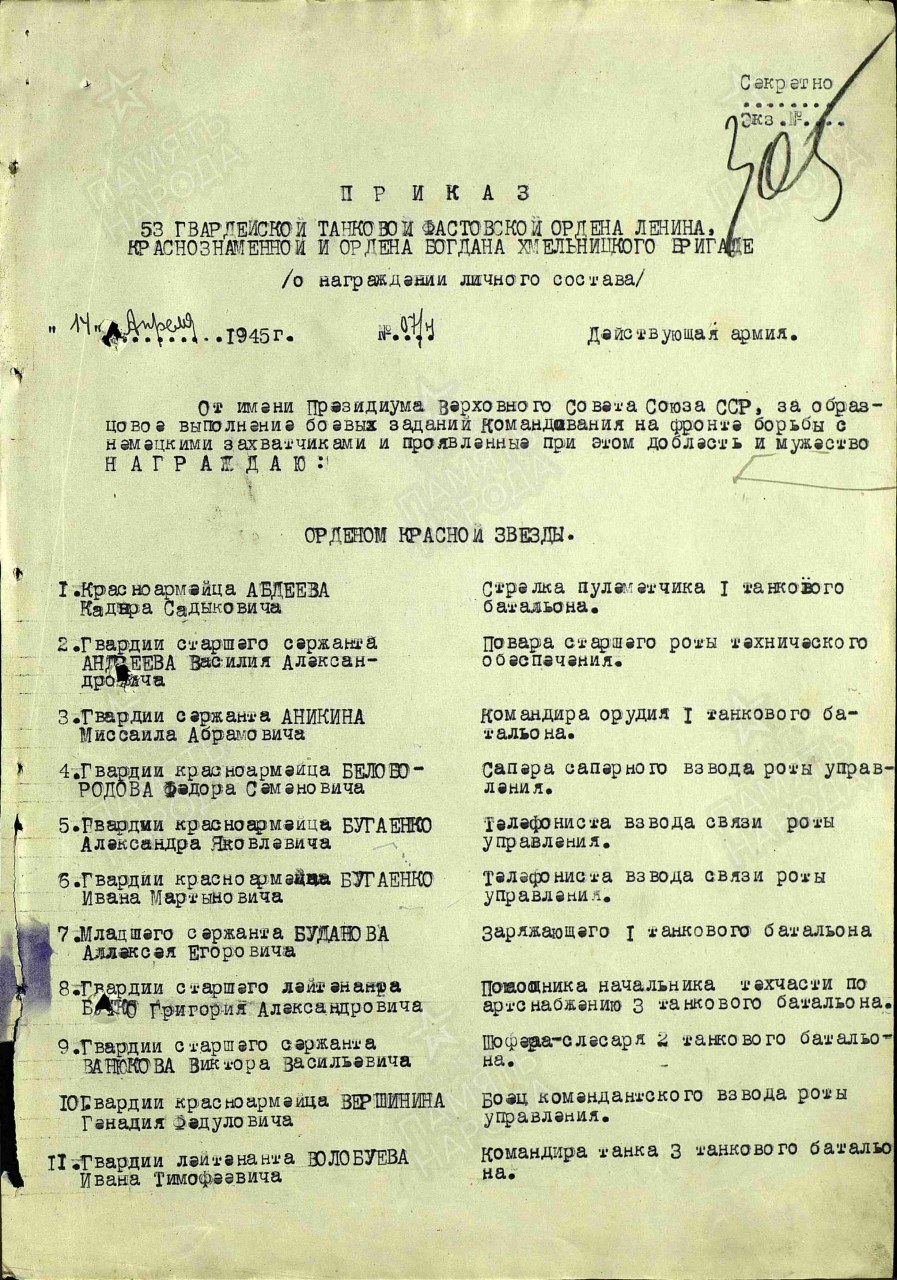 Секретно
Экз.№....
305
П Р И К А З
53 ГВАРДЕЙСКОЙ ТАНКОВОЙ ФАСТОВСКОЙ ОРДЕНА ЛЕНИНА,
КРАСНОЗНАМЕННОЙ И ОРДЕНА БОГДАНА ХМЕЛЬНИЦКОГО БРИГАДЕ
/о награждении личного состава/
"14" Апреля 1945г. № 07/н Действующая армия.
От имени Президиума Верховного Совета Союза ССР, за образ-
цовое выполнение боевых заданий Командования на фронте борьбы с
немецкими захватчиками и проявленные при этом доблесть и мужество
Н А Г Р А Ж Д А Ю :
ОРДЕНОМ КРАСНОЙ ЗВЕЗДЫ.
1.Красноармейца АБДЕЕВА Стрелка пулеметчика I танкового
Кадыра Садыковича батальона.
2.Гвардии старшего сержанта Повара старшего роты технического
АНДРЕЕВА Василия Алексан- обеспечения.
дровича
3.Гвардии сержанта АНИКИНА Командира орудия I танкового ба-
Миссаила Абрамовича тальона.
4.Гвардии красноармейца БЕЛОБО- Сапера саперного взвода роты управ-
РОДОВА Федора Семеновича ления.
5.Гвардии красноармейца БУГАЕНКО Телефониста взвода связи роты
Александра Яковлевича управления.
6.Гвардии красноармейца БУГАЕНКО Телефониста взвода связи роты
Ивана Мартыновича управления.
7.Младшего сержанта БУДАНОВА Заряжающего I танкового батальона
Аллексея Егоровича
8.Гвардии старшего лейтенанта Помошника начальника техчасти по
Григория Александровича артснабжению 3 танкового батальона.
9.Гвардии старшего сержанта Шофера-слесаря 2 танкового батальо-
ВАНЮКОВА Виктора Васильевича на.
10Гвардии красноармейца ВЕРШИНИНА Боец комендантского взвода роты
Генадия Федуловича управления.
11.Гвардии лейтенанта ВОЛОБУЕВА Командира танка 3 танкового батальо
Ивана Тимофеевича на.
ПАМЯТЬ НАРОДА